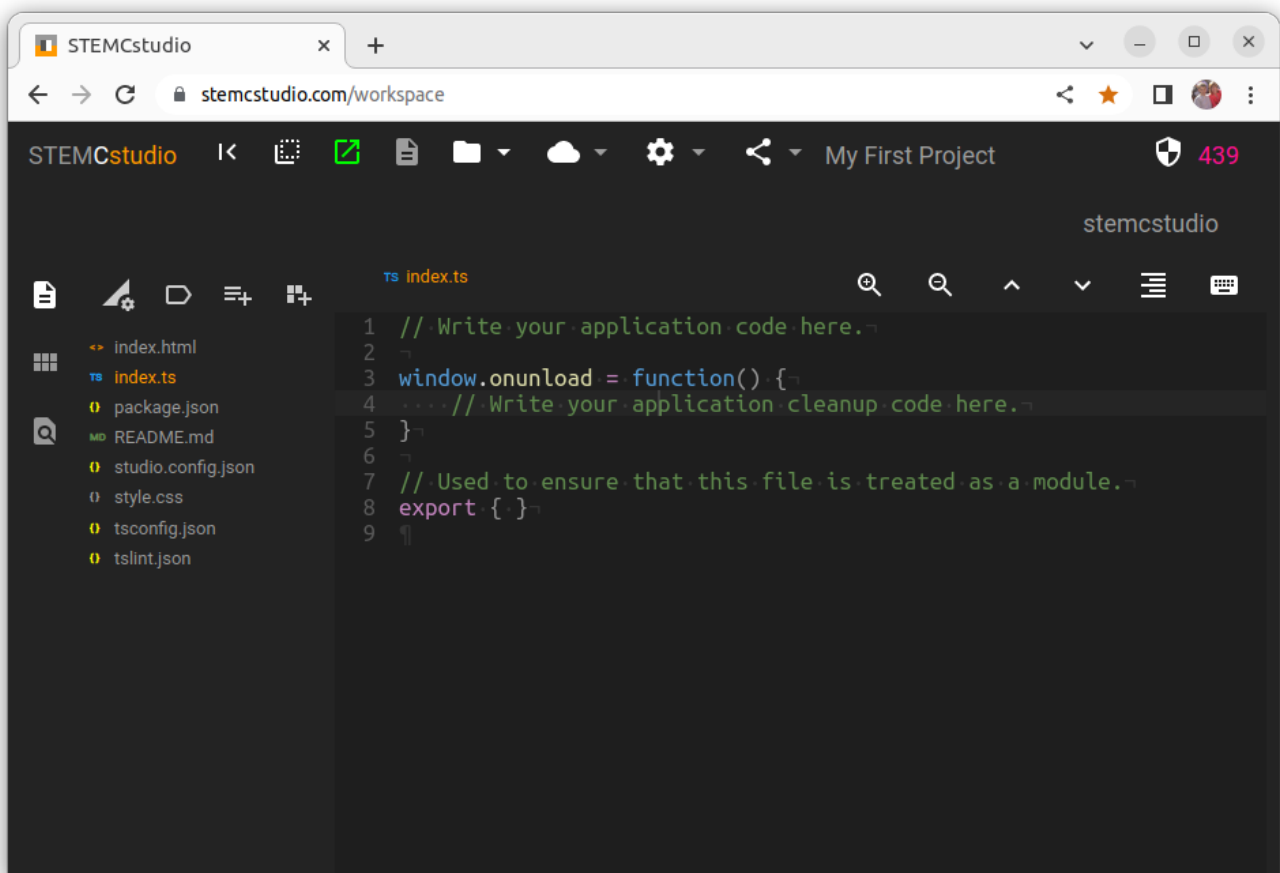 STEMCstudio
stemcstudio.com/workspace
STEMCstudio My First Project 439
stemcstudio
TS index.ts
<> index.html
TS index.ts
{} package.json
MD README.md
{} studio.config.json
{} style.css
{} tsconfig.json
{} tslint.json
1 // Write your application code here.
2
3 window.onunload = function() {
4 // Write your application cleanup code here.
5 }
6
7 // Used to ensure that this file is treated as a module.
8 export { }
9